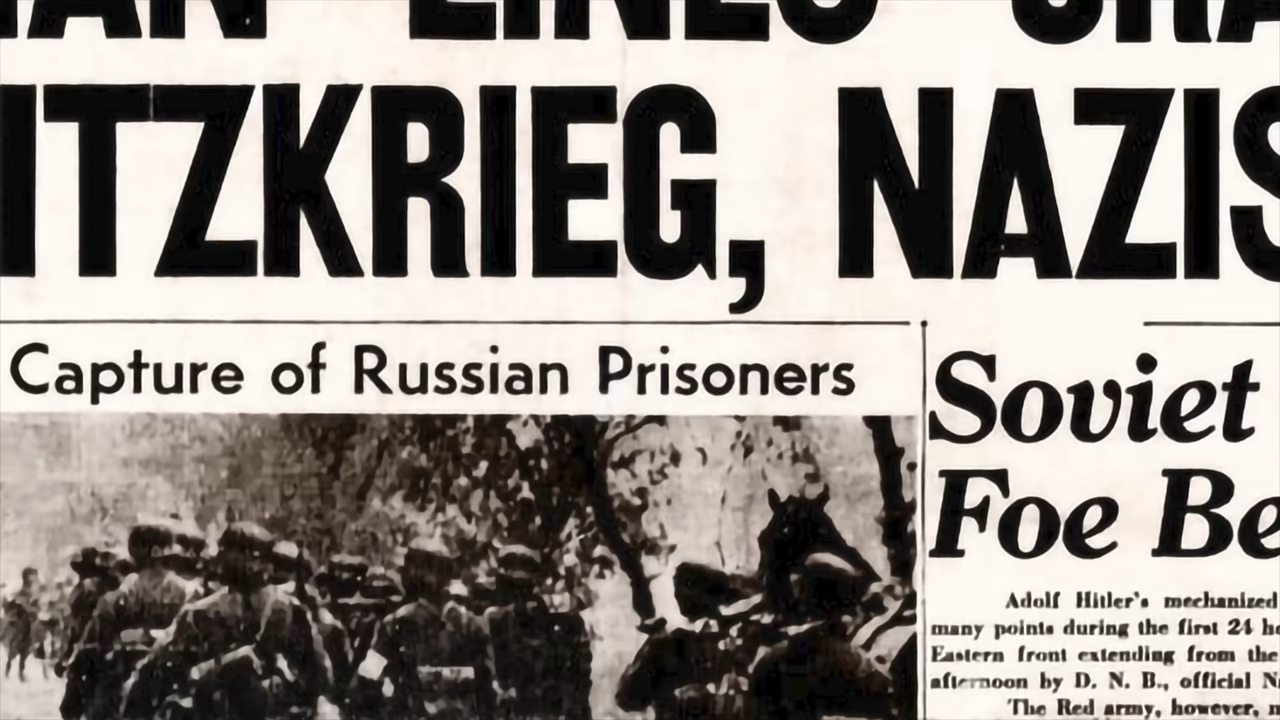 ITZKRIEG, NAZIS
Capture of Russian Prisoners
Soviet
Foe Be
Adolf Hitler's mechanized
many points during the first 24 h
Eastern front extending from the
afternoon by D. N. B., official N
The Red army, however,